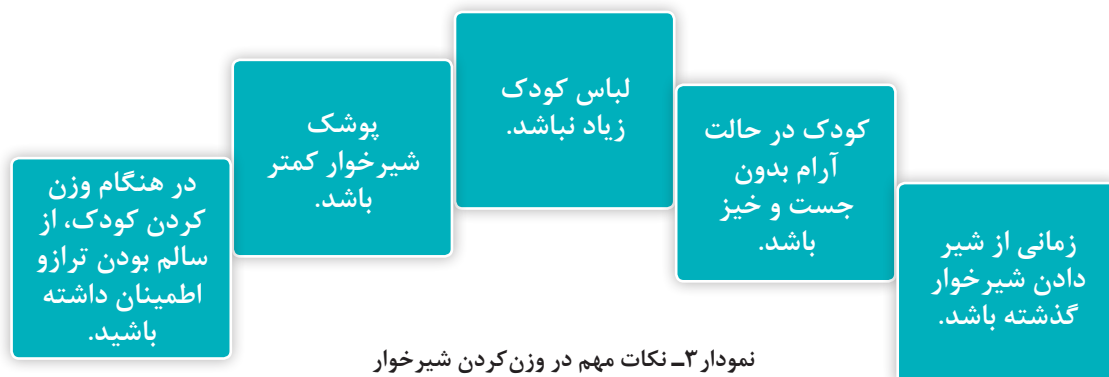 زمانی از شیر
دادن شیرخوار
گذشته باشد.
کودک در حالت
آرام بدون
جست و خیز
باشد.
لباس کودک
زیاد نباشد.
پوشک
شیرخوار کمتر
باشد.
در هنگام وزن
کردن کودک، از
سالم بودن ترازو
اطمینان داشته
باشید.
نمودار ۳ـ نکات مهم در وزن کردن شیرخوار